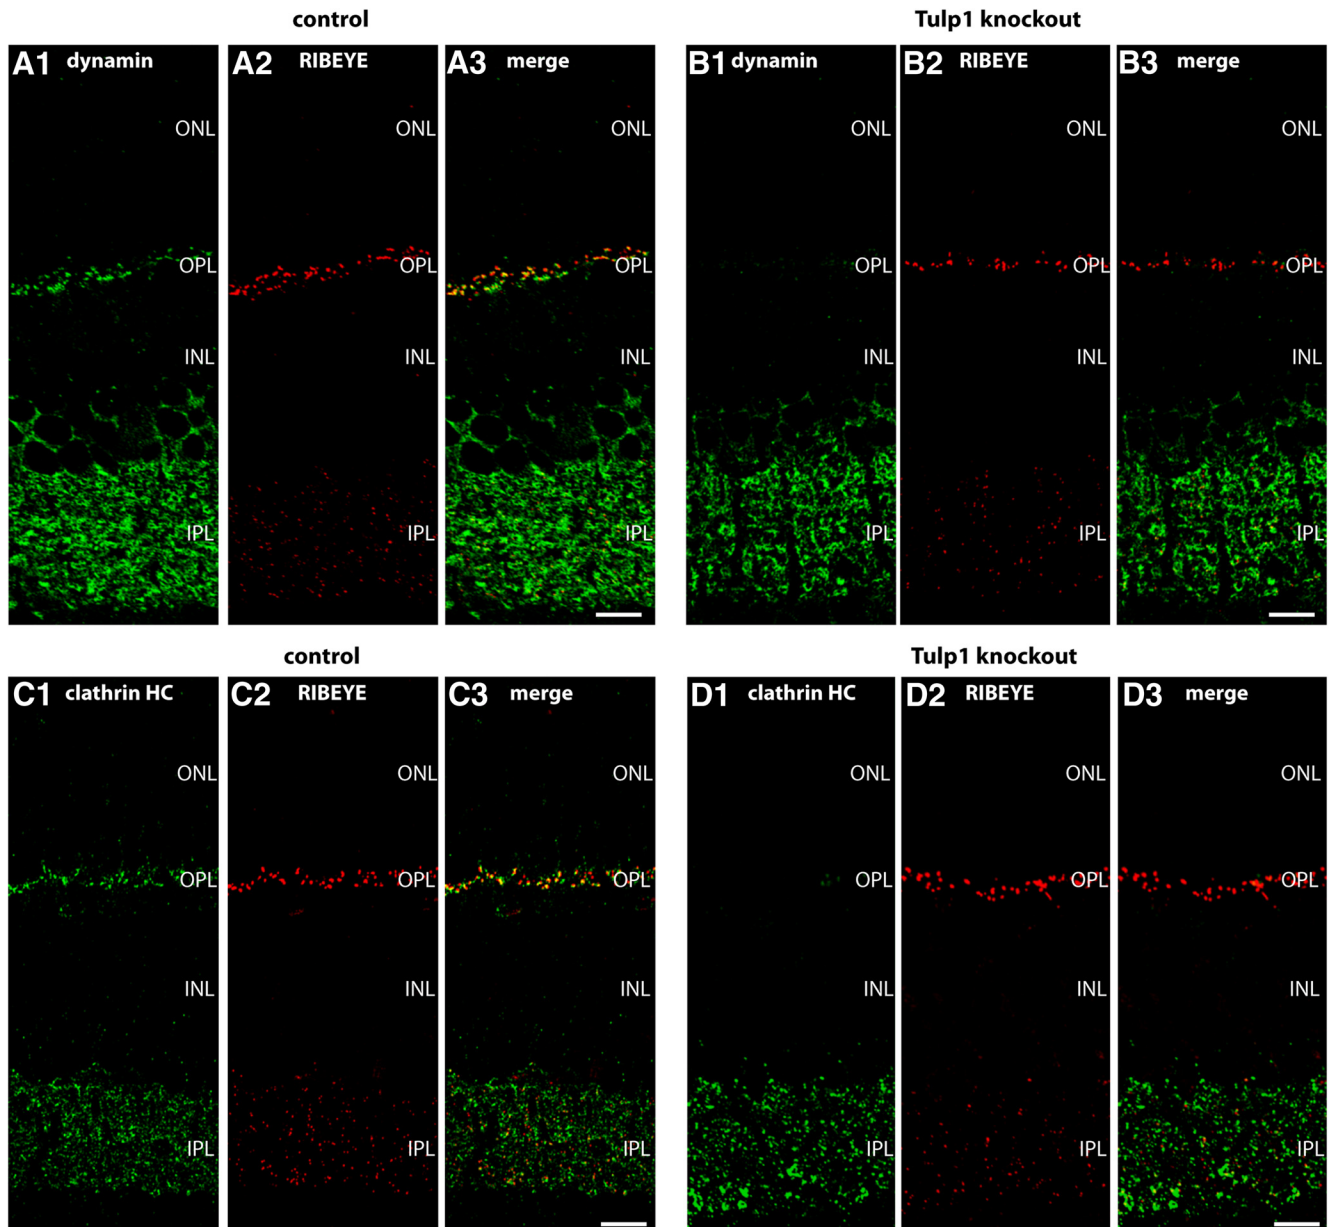 control
Tulp1 knockout
A1 dynamin
A2 RIBEYE
A3 merge
B1 dynamin
B2 RIBEYE
B3 merge
ONL ONL ONL ONL ONL ONL
OPL OPL OPL OPL OPL OPL
INL INL INL INL INL INL
IPL IPL IPL IPL IPL IPL
control
Tulp1 knockout
C1 clathrin HC
C2 RIBEYE
C3 merge
D1 clathrin HC
D2 RIBEYE
D3 merge
ONL ONL ONL ONL ONL ONL
OPL OPL OPL OPL OPL OPL
INL INL INL INL INL INL
IPL IPL IPL IPL IPL IPL